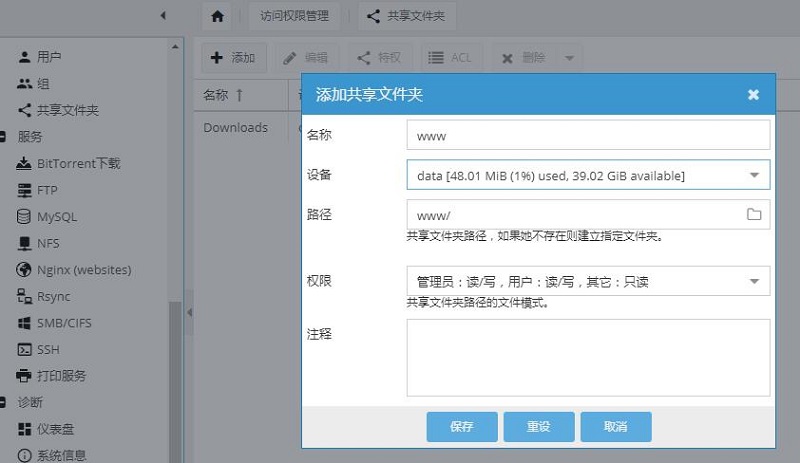 访问权限管理
共享文件夹
用户
组
共享文件夹
服务
BitTorrent下载
FTP
MySQL
NFS
Nginx (websites)
Rsync
SMB/CIFS
SSH
打印服务
诊断
仪表盘
系统信息
添加
编辑
特权
ACL
删除
名称
Downloads
添加共享文件夹
名称
www
设备
data [48.01 MiB (1%) used, 39.02 GiB available]
路径
www/
共享文件夹路径，如果她不存在则建立指定文件夹。
权限
管理员：读/写，用户：读/写，其它：只读
共享文件夹路径的文件模式。
注释
保存
重设
取消